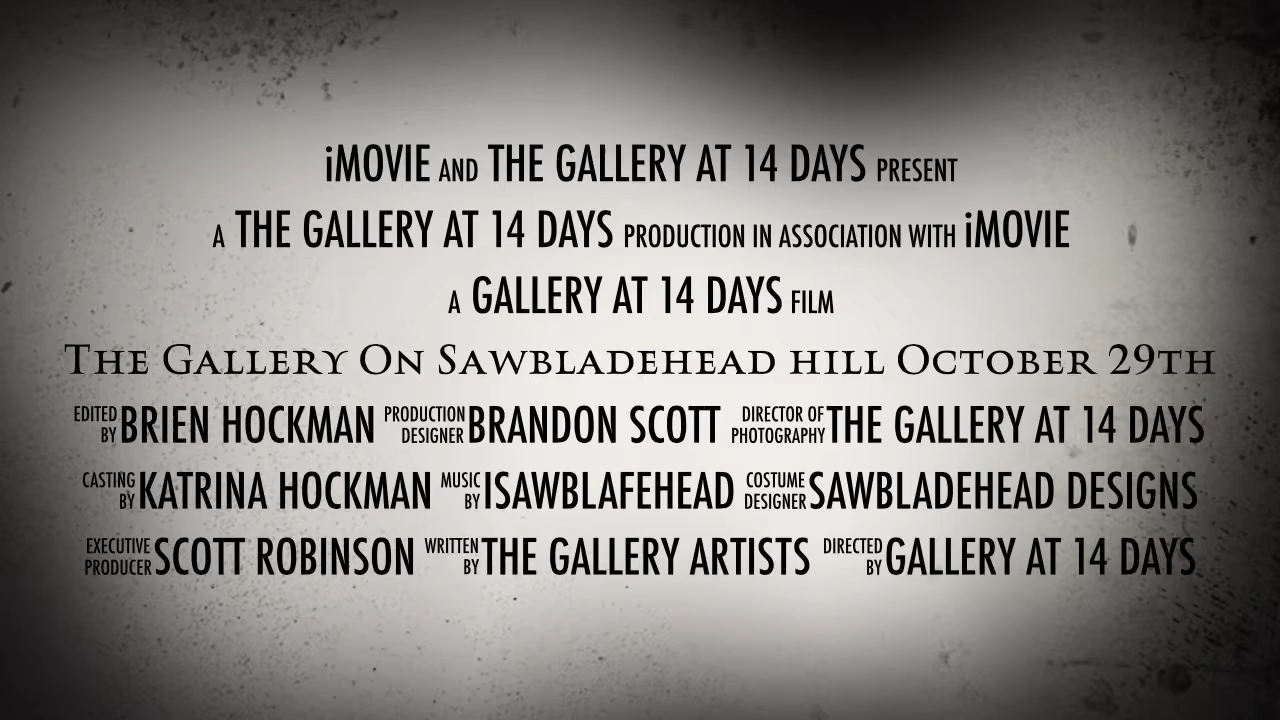 iMOVIE AND THE GALLERY AT 14 DAYS PRESENT
A THE GALLERY AT 14 DAYS PRODUCTION IN ASSOCIATION WITH iMOVIE
A GALLERY AT 14 DAYS FILM
THE GALLERY ON SAWBLADEHEAD HILL OCTOBER 29TH
EDITED BY BRIEN HOCKMAN PRODUCTION DESIGNER BRANDON SCOTT DIRECTOR OF PHOTOGRAPHY THE GALLERY AT 14 DAYS
CASTING BY KATRINA HOCKMAN MUSIC BY ISAWBLAFEHEAD COSTUME DESIGNER SAWBLADEHEAD DESIGNS
EXECUTIVE PRODUCER SCOTT ROBINSON WRITTEN BY THE GALLERY ARTISTS DIRECTED BY GALLERY AT 14 DAYS